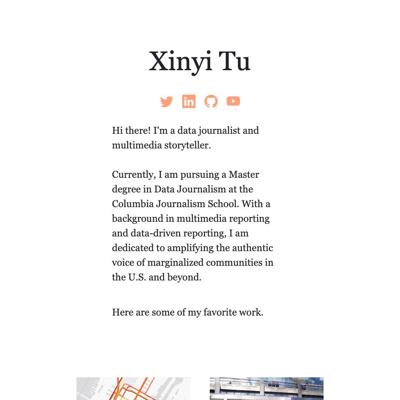 Xinyi Tu
Hi there! I'm a data journalist and
multimedia storyteller.
Currently, I am pursuing a Master
degree in Data Journalism at the
Columbia Journalism School. With a
background in multimedia reporting
and data-driven reporting, I am
dedicated to amplifying the authentic
voice of marginalized communities in
the U.S. and beyond.
Here are some of my favorite work.